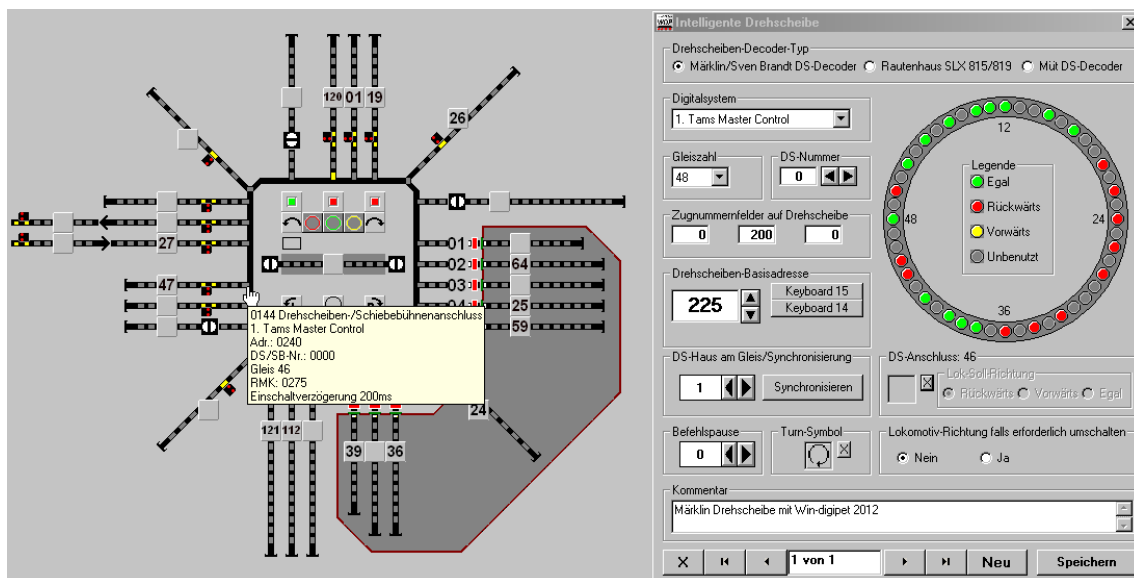 120 01 19
26
27
47
01
02
03
04
64
25
59
0144 Drehscheiben-/Schiebebühnenanschluss
1. Tams Master Control
Adr.: 0240
DS/SB-Nr.: 0000
Gleis 46
RMK: 0275
Einschaltverzögerung 200ms
24
121 112
39 36
WDP Intelligente Drehscheibe X
Drehscheiben-Decoder-Typ
Märklin/Sven Brandt DS-Decoder Rautenhaus SLX 815/819 Müt DS-Decoder
Digitalsystem
1. Tams Master Control
Gleiszahl DS-Nummer
48 0
Zugnummernfelder auf Drehscheibe
0 200 0
Drehscheiben-Basisadresse
225 Keyboard 15
Keyboard 14
12
24
36
48
Legende
Egal
Rückwärts
Vorwärts
Unbenutzt
DS-Haus am Gleis/Synchronisierung
1 Synchronisieren
DS-Anschluss: 46
X Lok-Soll-Richtung
Rückwärts Vorwärts Egal
Befehlspause Turn-Symbol
0 X
Lokomotiv-Richtung falls erforderlich umschalten
Nein Ja
Kommentar
Märklin Drehscheibe mit Win-digipet 2012
X 1 von 1 Neu Speichern